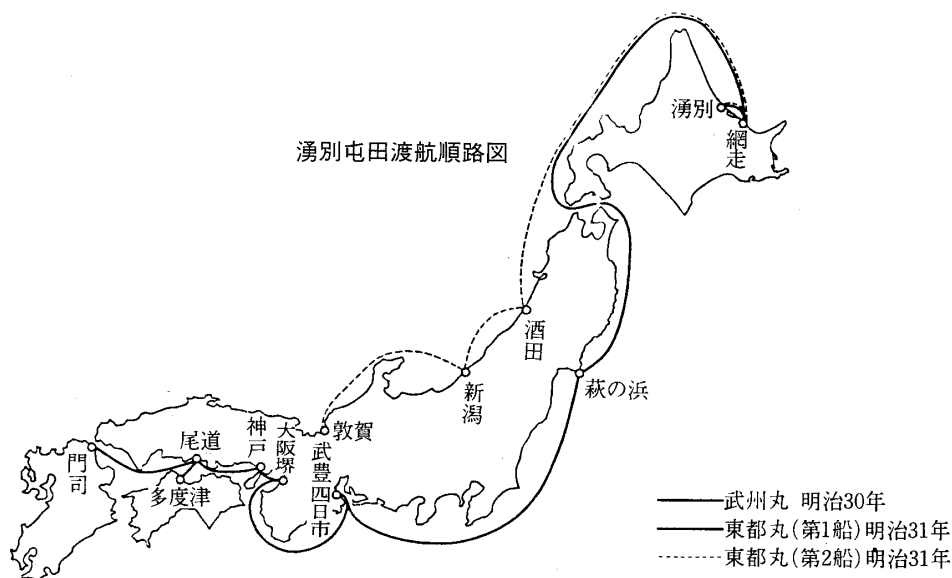 湧別屯田渡航順路図
湧別
網走
酒田
新潟
萩の浜
敦賀
大阪堺
神戸
武豊四日市
尾道
門司
多度津
武州丸 明治30年
東都丸(第1船)明治31年
東都丸(第2船)明治31年